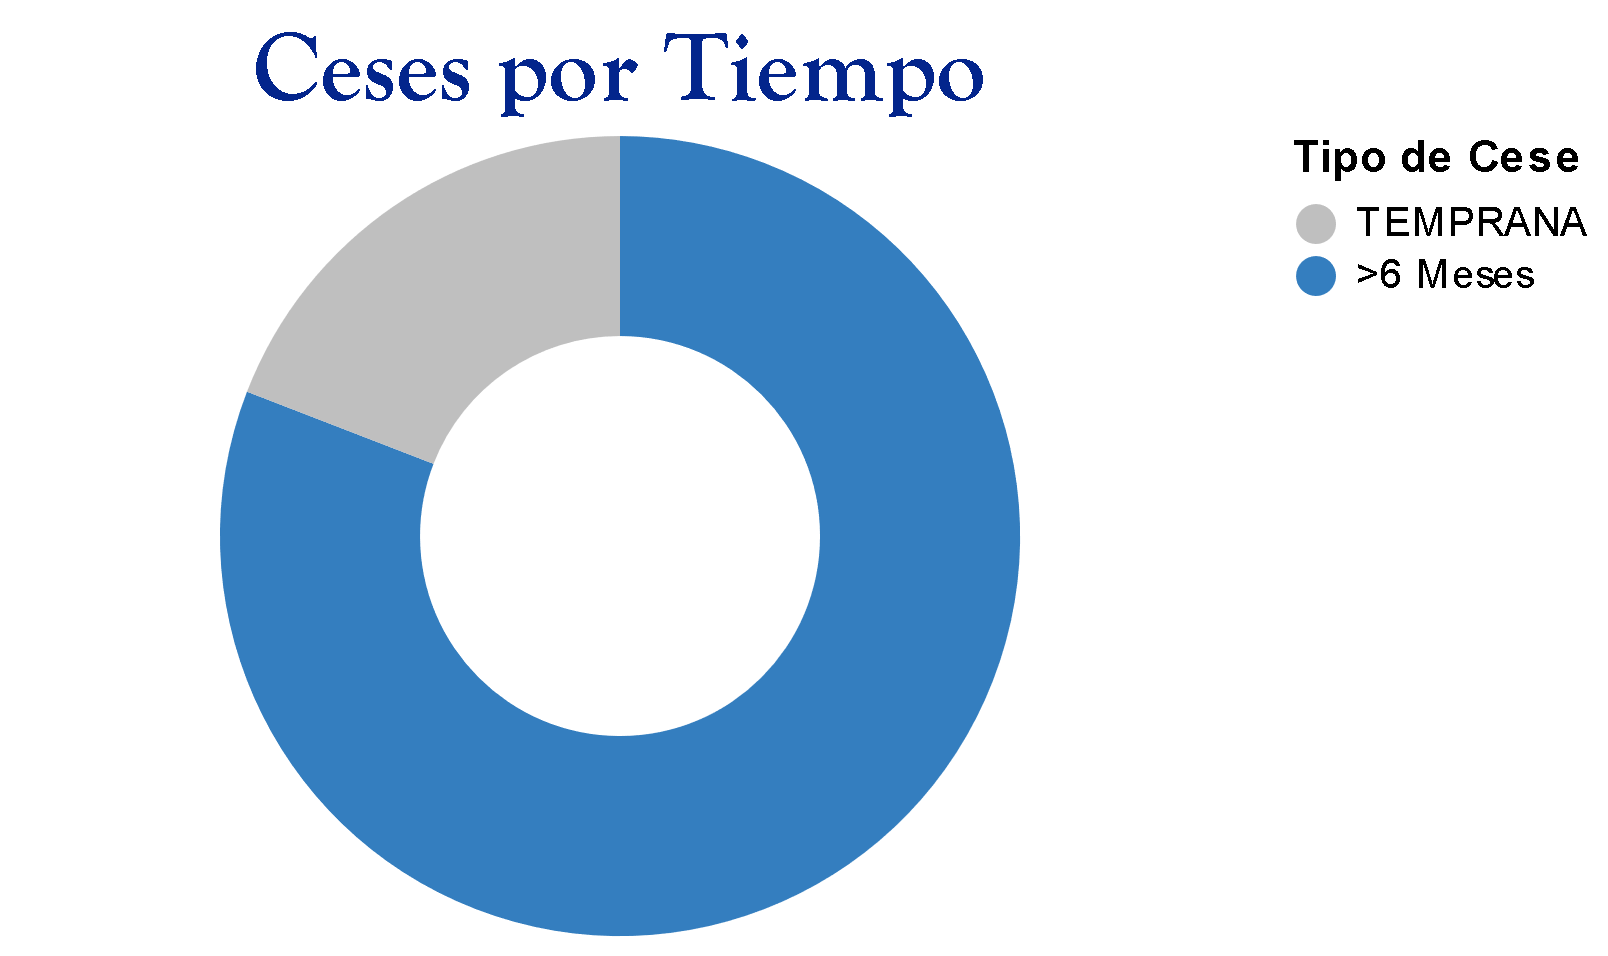 Ceses por Tiempo
Tipo de Cese
TEMPRANA
>6 Meses